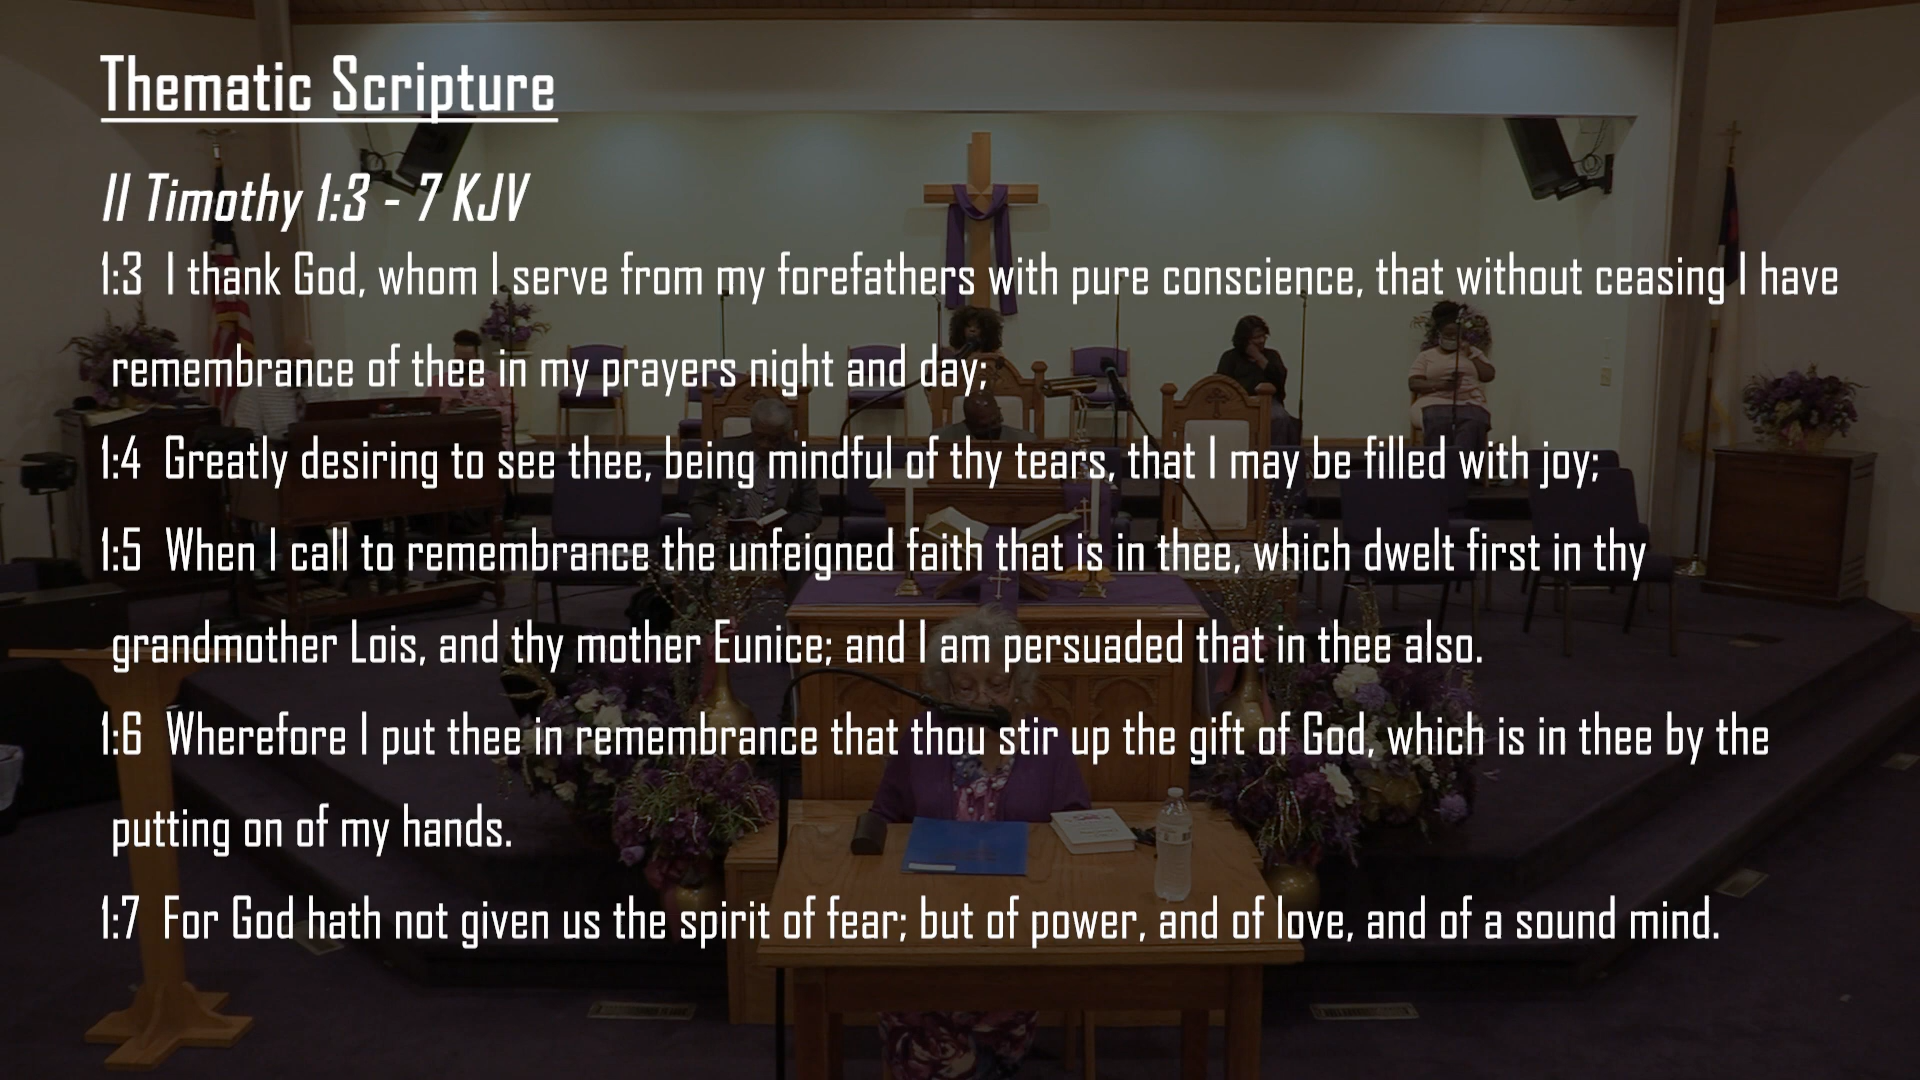 Thematic Scripture
II Timothy 1:3 - 7 KJV
1:3 I thank God, whom I serve from my forefathers with pure conscience, that without ceasing I have
remembrance of thee in my prayers night and day;
1:4 Greatly desiring to see thee, being mindful of thy tears, that I may be filled with joy;
1:5 When I call to remembrance the unfeigned faith that is in thee, which dwelt first in thy
grandmother Lois, and thy mother Eunice; and I am persuaded that in thee also.
1:6 Wherefore I put thee in remembrance that thou stir up the gift of God, which is in thee by the
putting on of my hands.
1:7 For God hath not given us the spirit of fear; but of power, and of love, and of a sound mind.